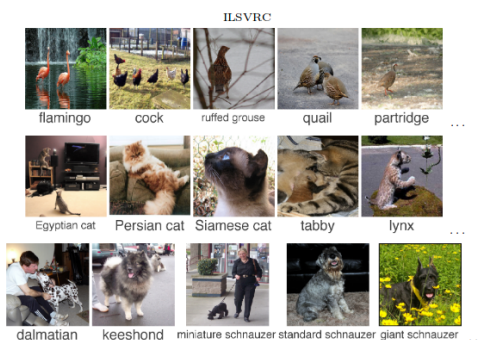 ILSVRC
flamingo cock ruffed grouse quail partridge ...
Egyptian cat Persian cat Siamese cat tabby lynx ...
dalmatian keeshond miniature schnauzer standard schnauzer giant schnauzer ...